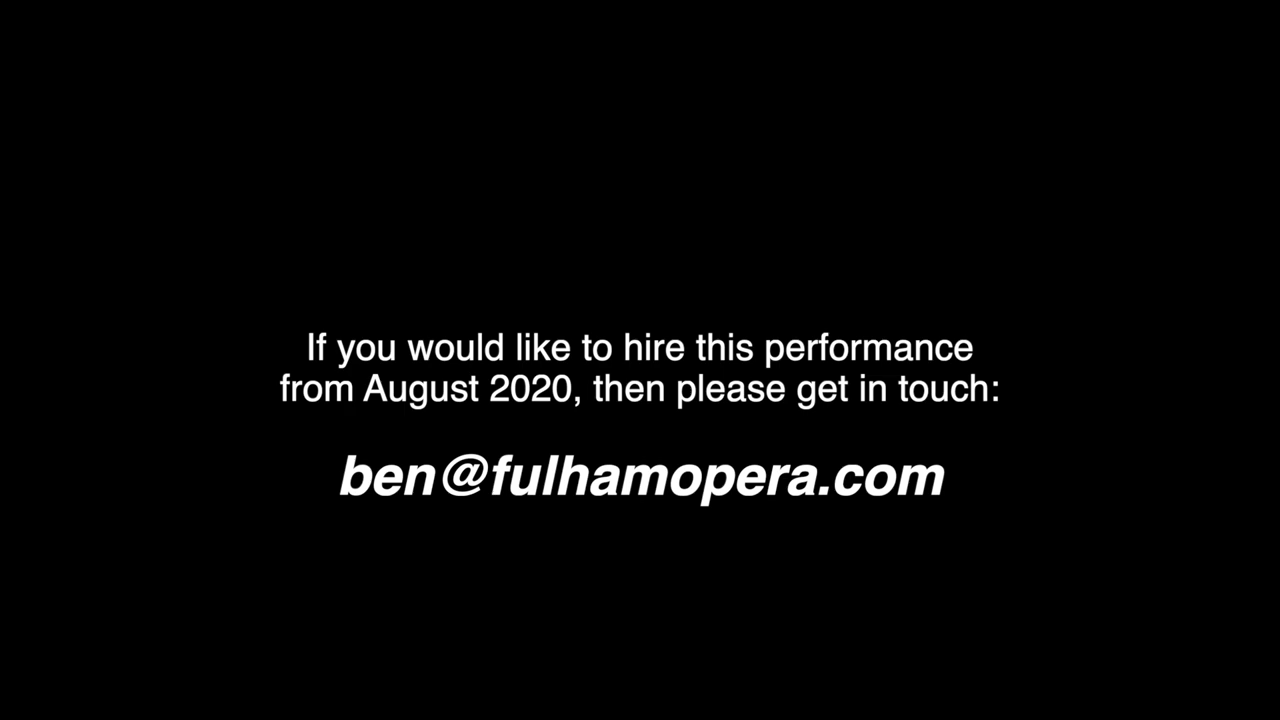 If you would like to hire this performance
from August 2020, then please get in touch:
ben@fulhamopera.com